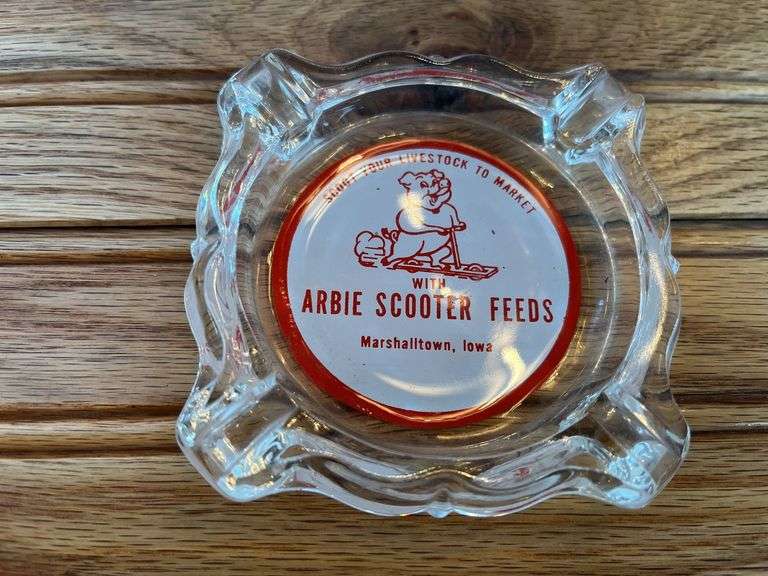 SCOOT YOUR LIVESTOCK TO MARKET
WITH
ARBIE SCOOTER FEEDS
Marshalltown, Iowa